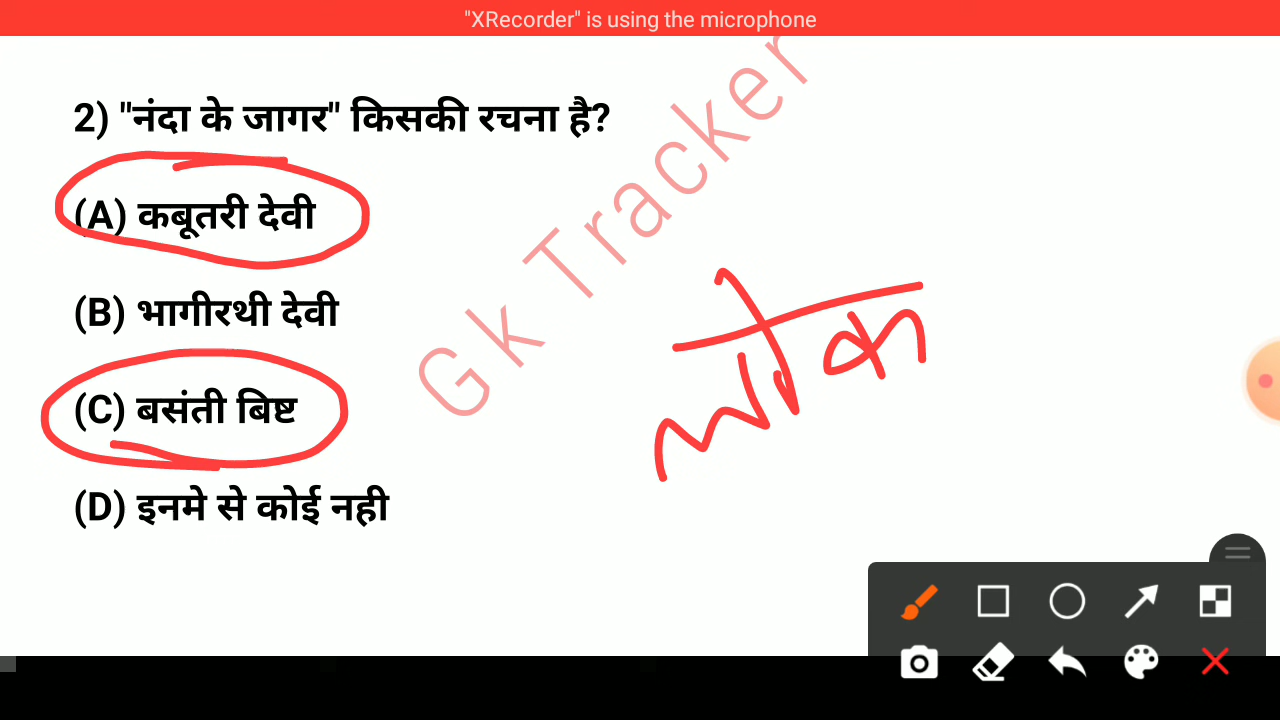 "XRecorder" is using the microphone
2) "नंदा के जागर" किसकी रचना है?
(A) कबूतरी देवी
(B) भागीरथी देवी
(C) बसंती बिष्ट
(D) इनमे से कोई नही
Gk Tracker
लोक